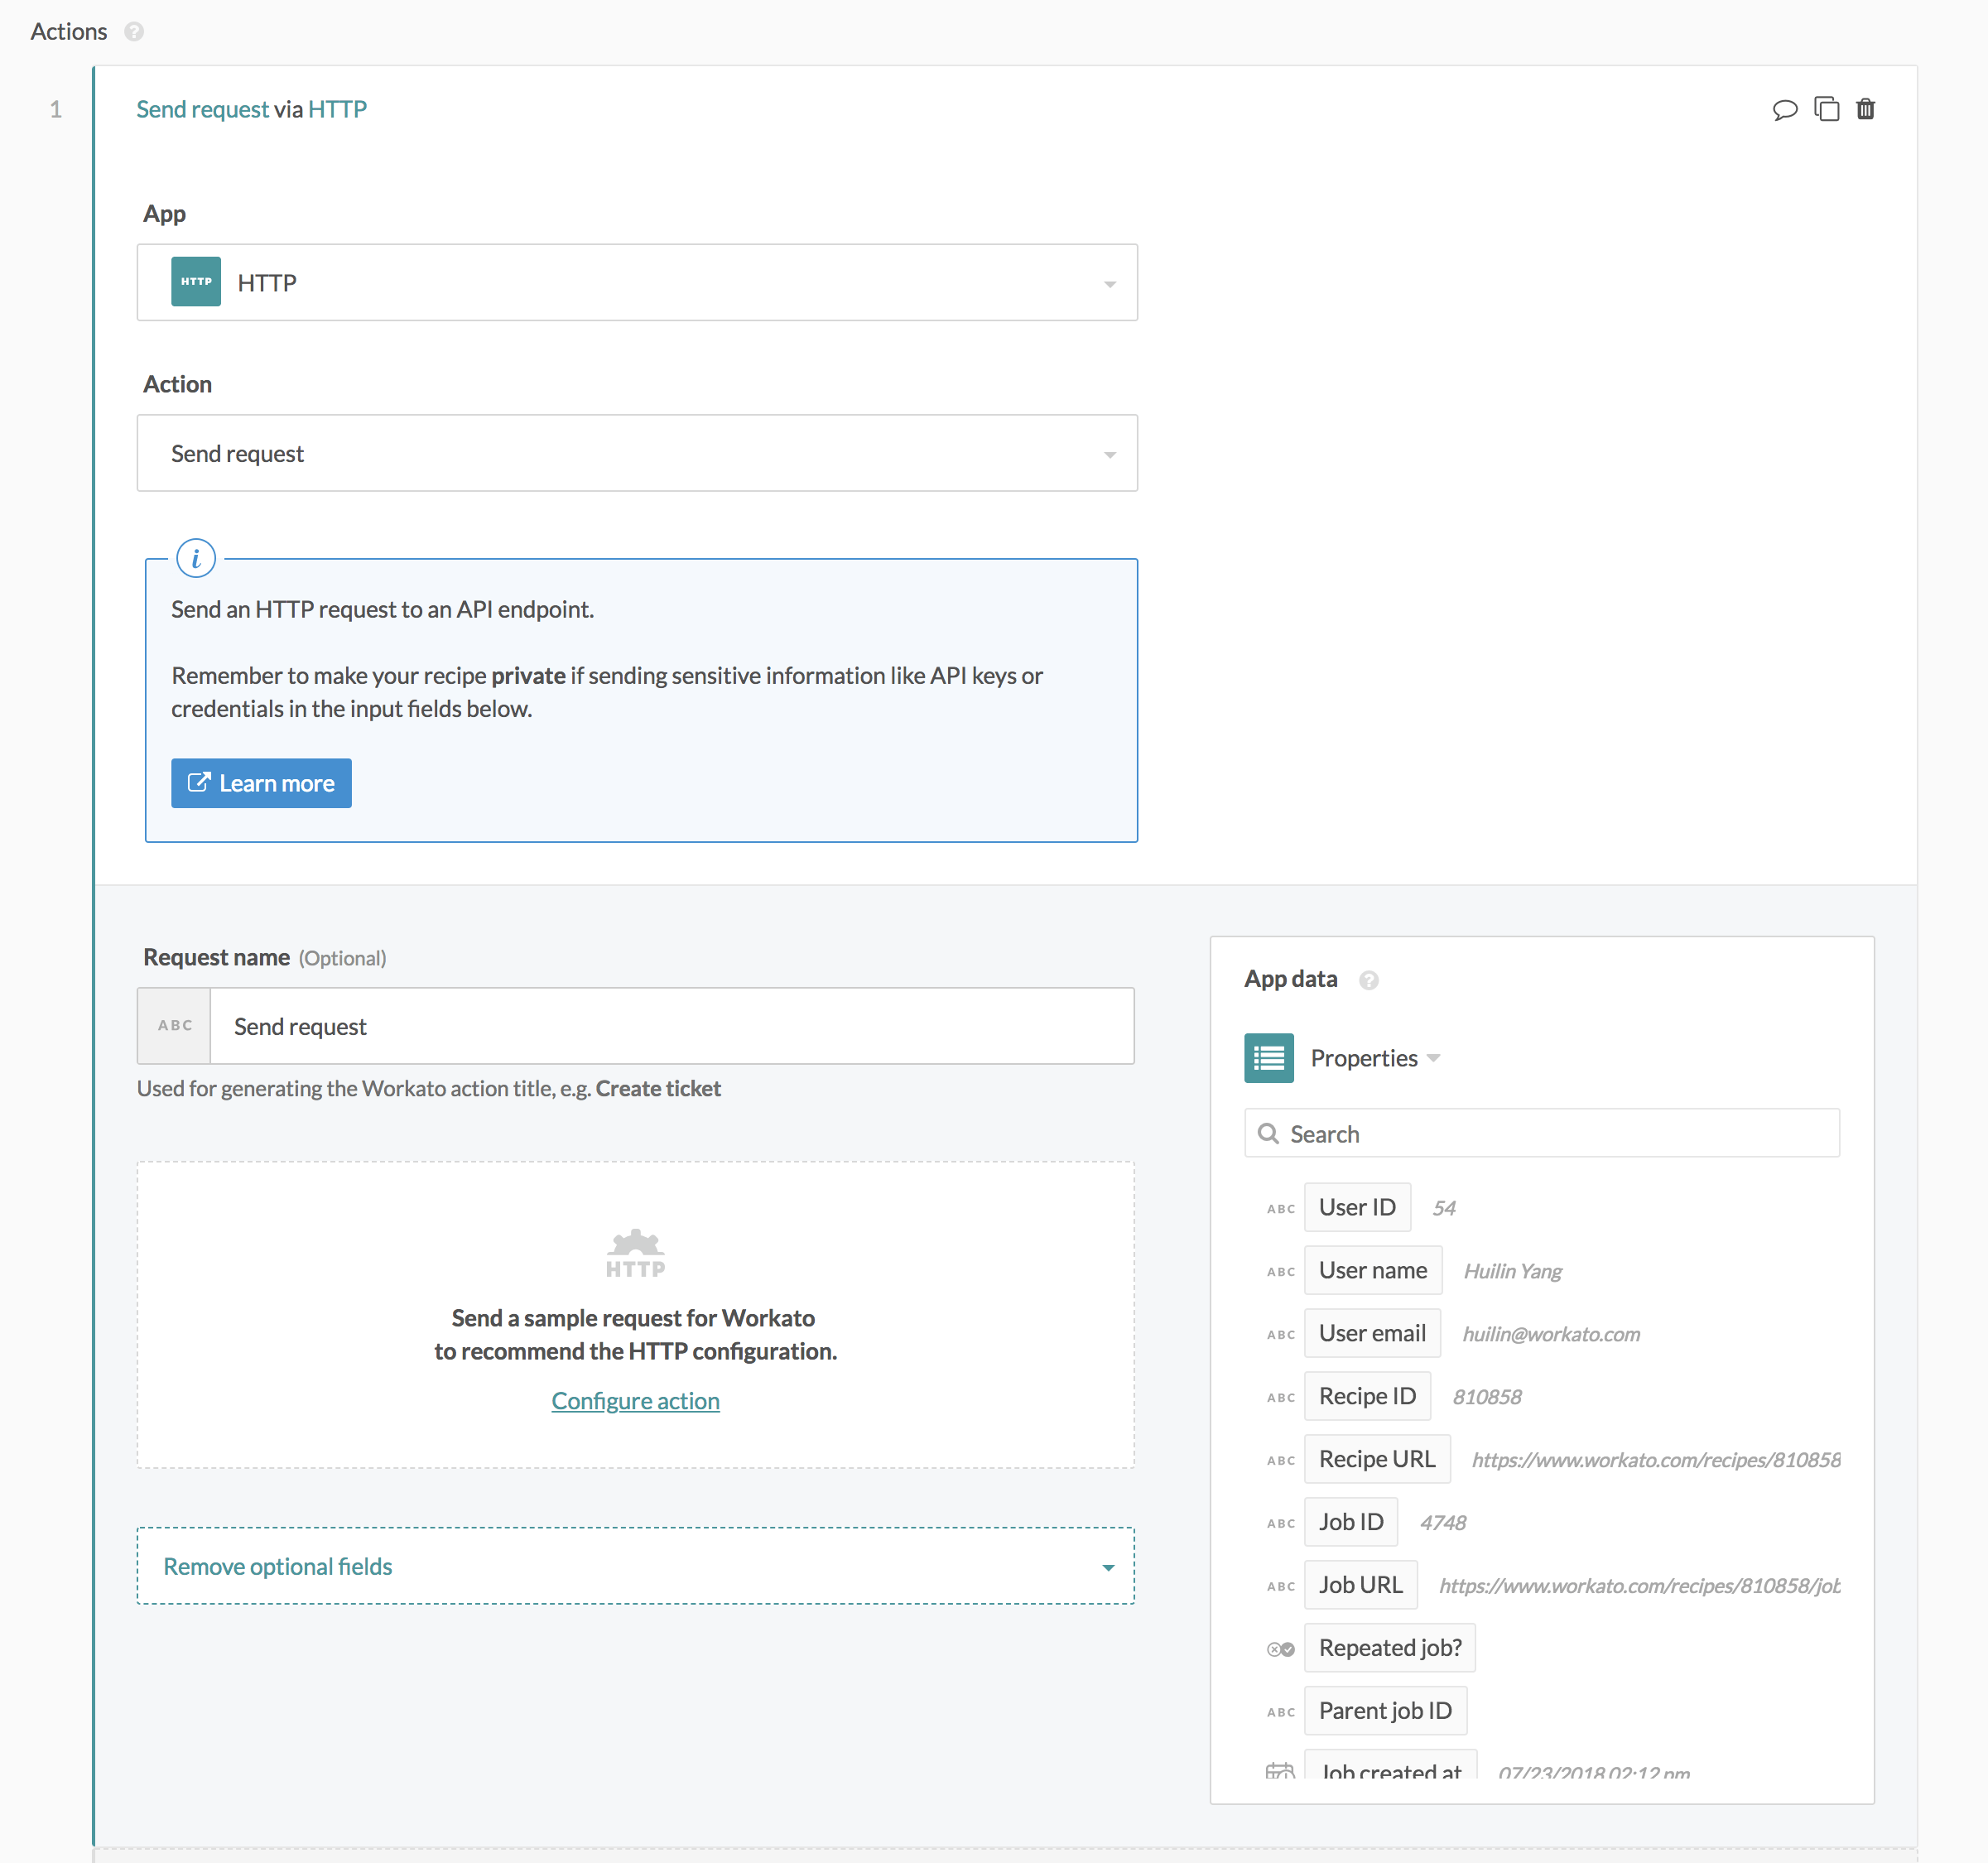 Actions ?
1
Send request via HTTP
App
HTTP HTTP
Action
Send request
i
Send an HTTP request to an API endpoint.
Remember to make your recipe private if sending sensitive information like API keys or
credentials in the input fields below.
Learn more
Request name (Optional)
ABC Send request
Used for generating the Workato action title, e.g. Create ticket
HTTP
Send a sample request for Workato
to recommend the HTTP configuration.
Configure action
Remove optional fields
App data ?
Properties
Search
ABC User ID 54
ABC User name Huilin Yang
ABC User email huilin@workato.com
ABC Recipe ID 810858
ABC Recipe URL https://www.workato.com/recipes/810858
ABC Job ID 4748
ABC Job URL https://www.workato.com/recipes/810858/job
Repeated job?
ABC Parent job ID
Job created at 07/23/2018 02:12 pm